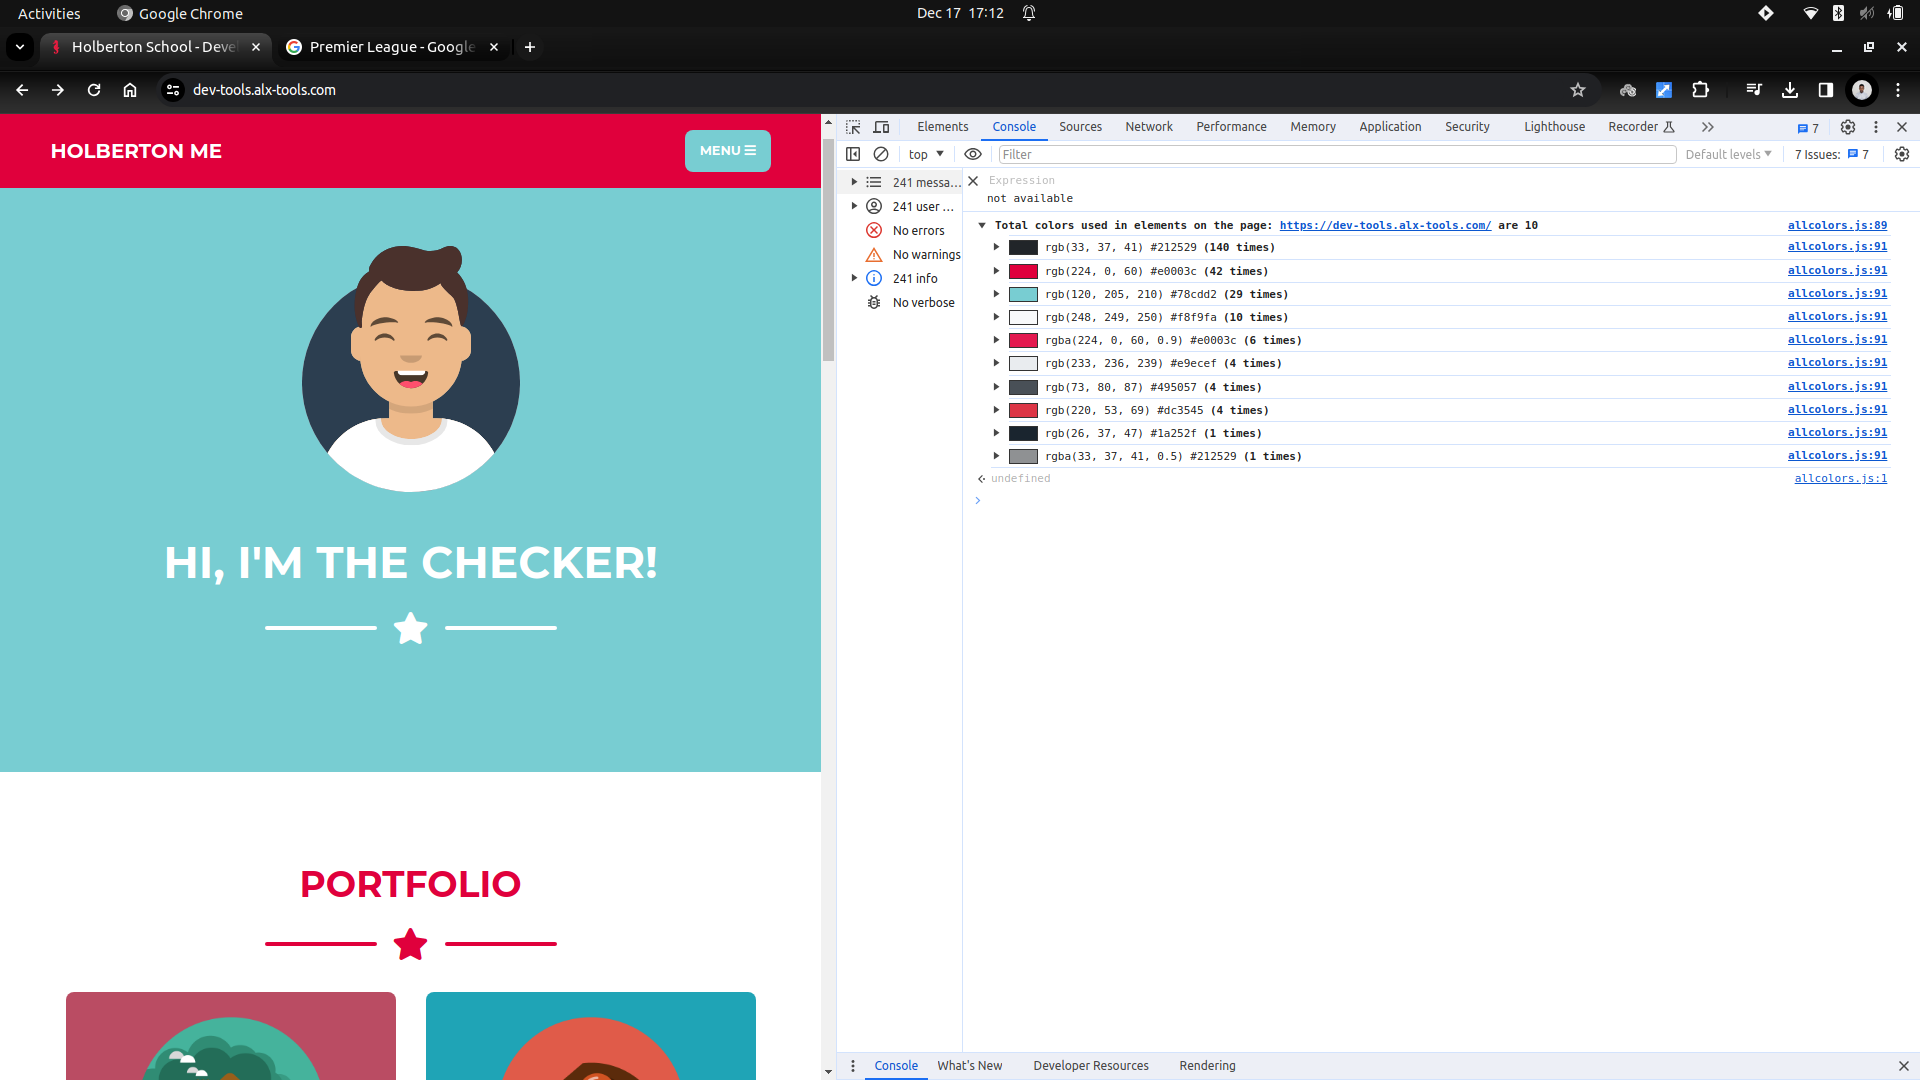 Activities Google Chrome Dec 17 17:12
Holberton School - Deve Premier League - Google
dev-tools.alx-tools.com
HOLBERTON ME MENU
HI, I'M THE CHECKER!
PORTFOLIO
Elements Console Sources Network Performance Memory Application Security Lighthouse Recorder 7
top Filter Default levels 7 Issues: 7
241 messa...
241 user ...
No errors
No warnings
241 info
No verbose
Expression
not available
Total colors used in elements on the page: https://dev-tools.alx-tools.com/ are 10 allcolors.js:89
rgb(33, 37, 41) #212529 (140 times) allcolors.js:91
rgb(224, 0, 60) #e0003c (42 times) allcolors.js:91
rgb(120, 205, 210) #78cdd2 (29 times) allcolors.js:91
rgb(248, 249, 250) #f8f9fa (10 times) allcolors.js:91
rgba(224, 0, 60, 0.9) #e0003c (6 times) allcolors.js:91
rgb(233, 236, 239) #e9ecef (4 times) allcolors.js:91
rgb(73, 80, 87) #495057 (4 times) allcolors.js:91
rgb(220, 53, 69) #dc3545 (4 times) allcolors.js:91
rgb(26, 37, 47) #1a252f (1 times) allcolors.js:91
rgba(33, 37, 41, 0.5) #212529 (1 times) allcolors.js:91
undefined allcolors.js:1
Console What's New Developer Resources Rendering